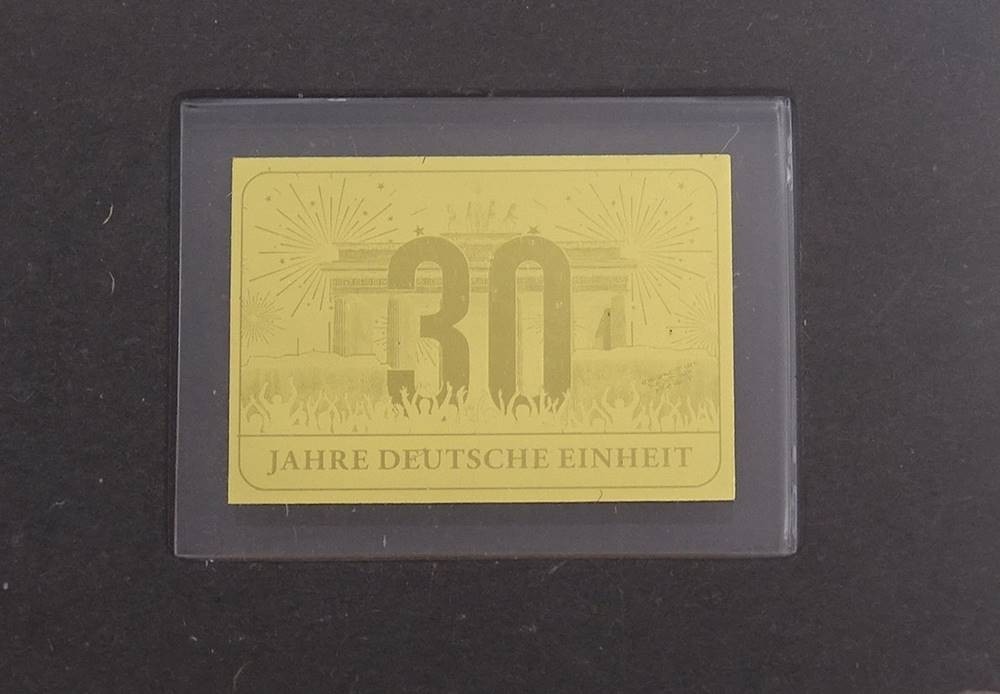 30
JAHRE DEUTSCHE EINHEIT